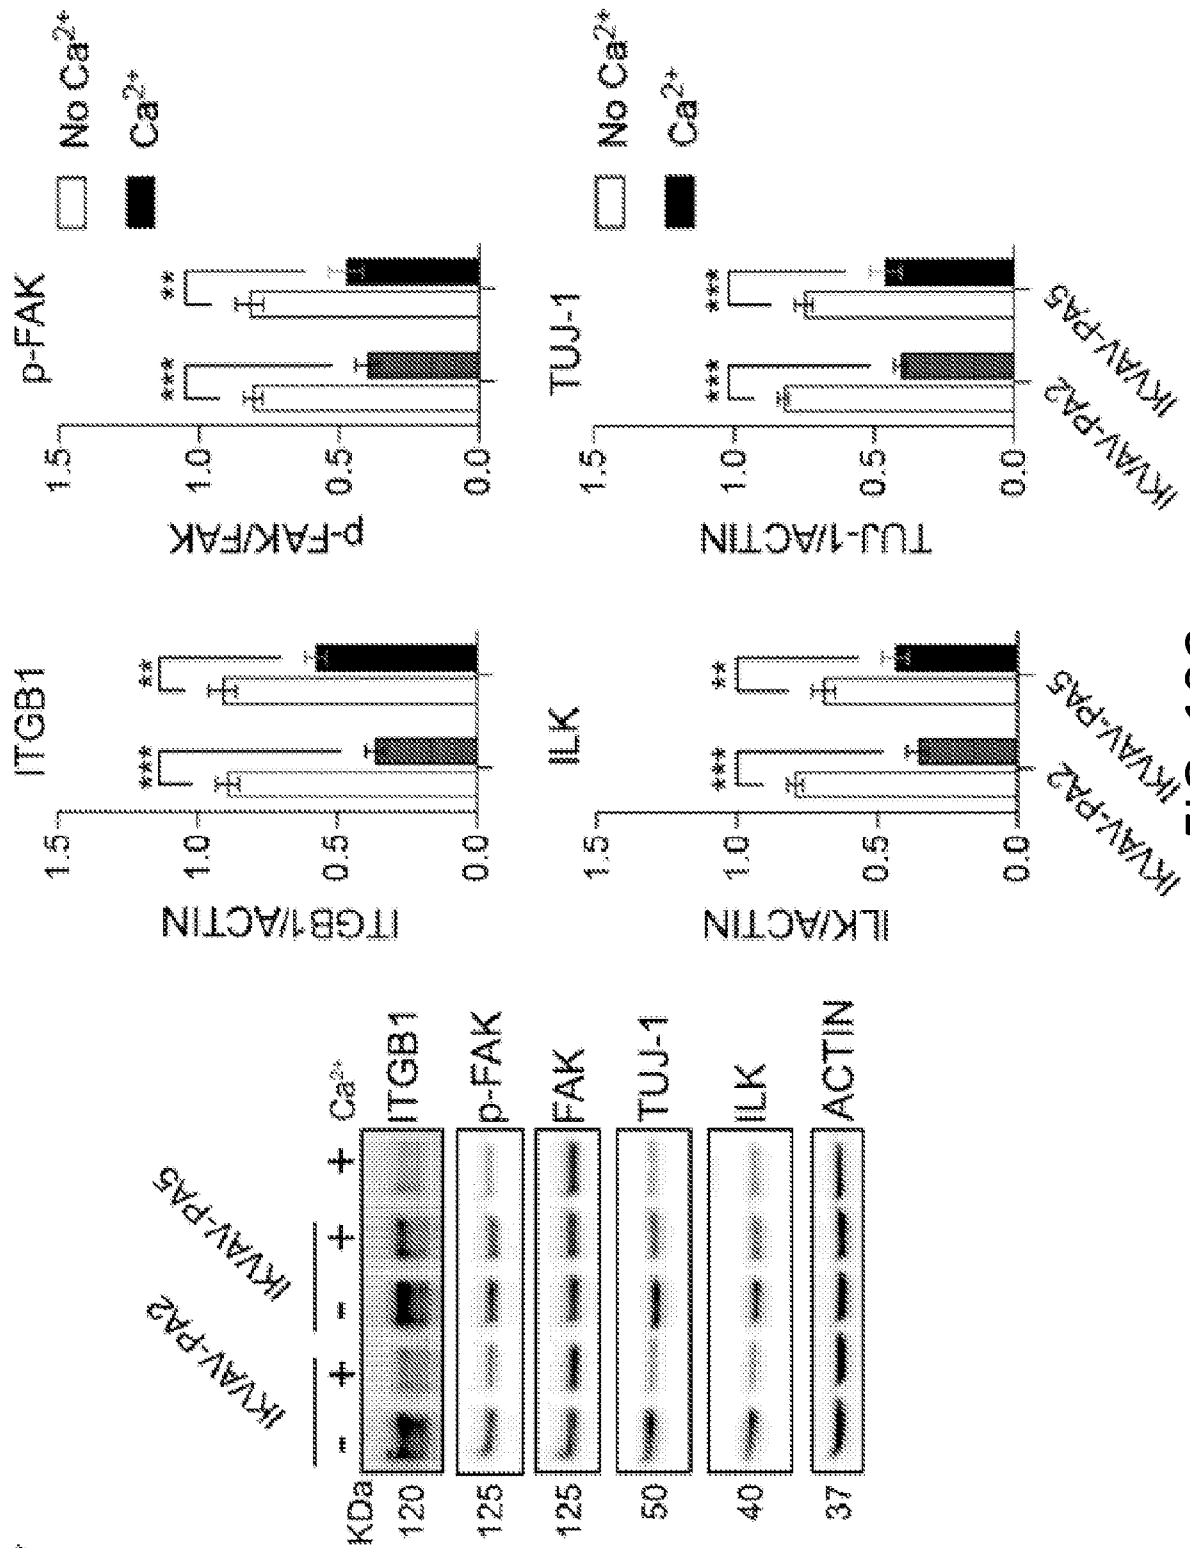 IKVAV-PA2
IKVAV-PA5
KDa
- + - + + Ca²⁺
120 ITGB1
125 p-FAK
125 FAK
50 TUJ-1
40 ILK
37 ACTIN
ITGB1
ITGB1/ACTIN
1.5
1.0
0.5
0.0
***
**
p-FAK
p-FAK/FAK
1.5
1.0
0.5
0.0
***
**
No Ca²⁺
Ca²⁺
ILK
ILK/ACTIN
1.5
1.0
0.5
0.0
***
**
IKVAV-PA2
IKVAV-PA5
TUJ-1
TUJ-1/ACTIN
1.5
1.0
0.5
0.0
***
***
IKVAV-PA2
IKVAV-PA5
No Ca²⁺
Ca²⁺